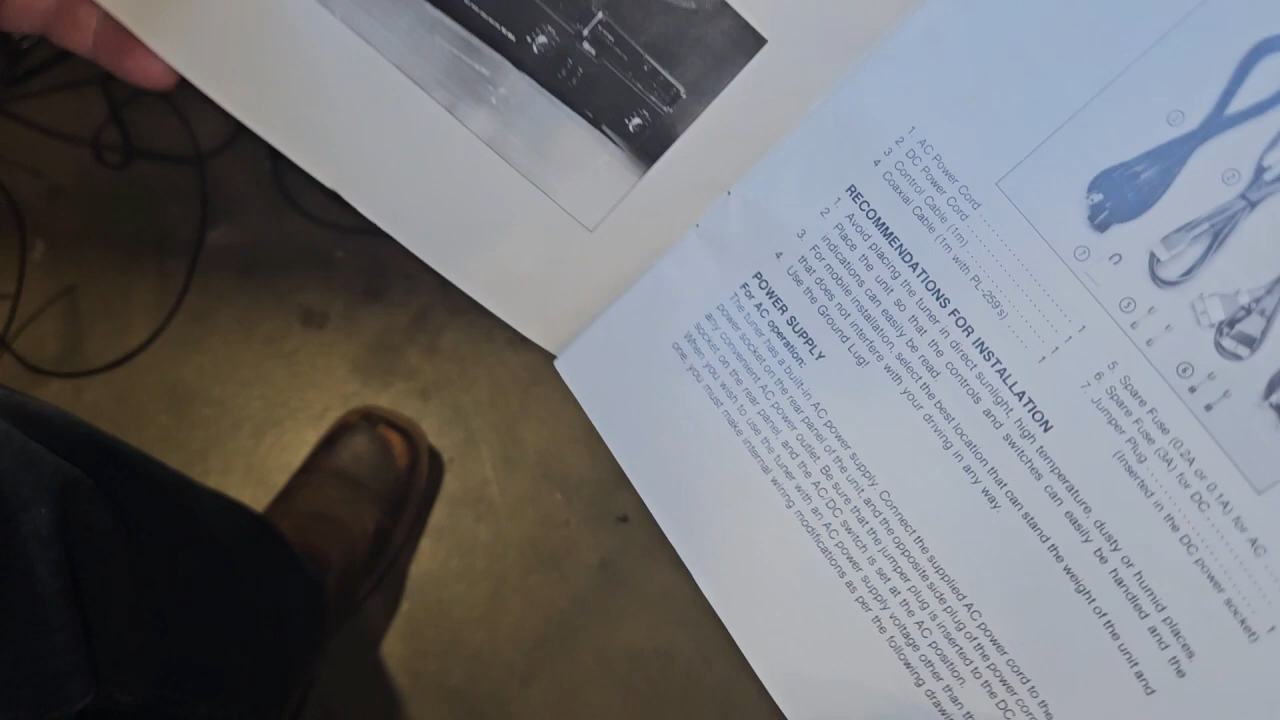 1. AC Power Cord
2 DC Power Cord
3 Control Cable (1m)
4 Coaxial Cable (1m with PL-259's)
1
1
1
1
5. Spare Fuse (0.2A or 0.1A) for AC
6. Spare Fuse (3A) for DC
7. Jumper Plug
(Inserted in the DC power socket)
1
RECOMMENDATIONS FOR INSTALLATION
1. Avoid placing the tuner in direct sunlight, high temperature, dusty or humid places.
2 Place the unit so that the controls and switches can easily be handled and the
indications can easily be read.
3. For mobile installation, select the best location that can stand the weight of the unit and
that does not interfere with your driving in any way.
4. Use the Ground Lug!
POWER SUPPLY
For AC operation:
The tuner has a built-in AC power supply. Connect the supplied AC power cord to the
power socket on the rear panel of the unit, and the opposite side plug of the power cord
any convenient AC power outlet. Be sure that the jumper plug is inserted to the DC
socket on the rear panel, and the AC/DC switch is set at the AC position.
When you wish to use the tuner with an AC power supply voltage other than
one, you must make internal wiring modifications as per the following